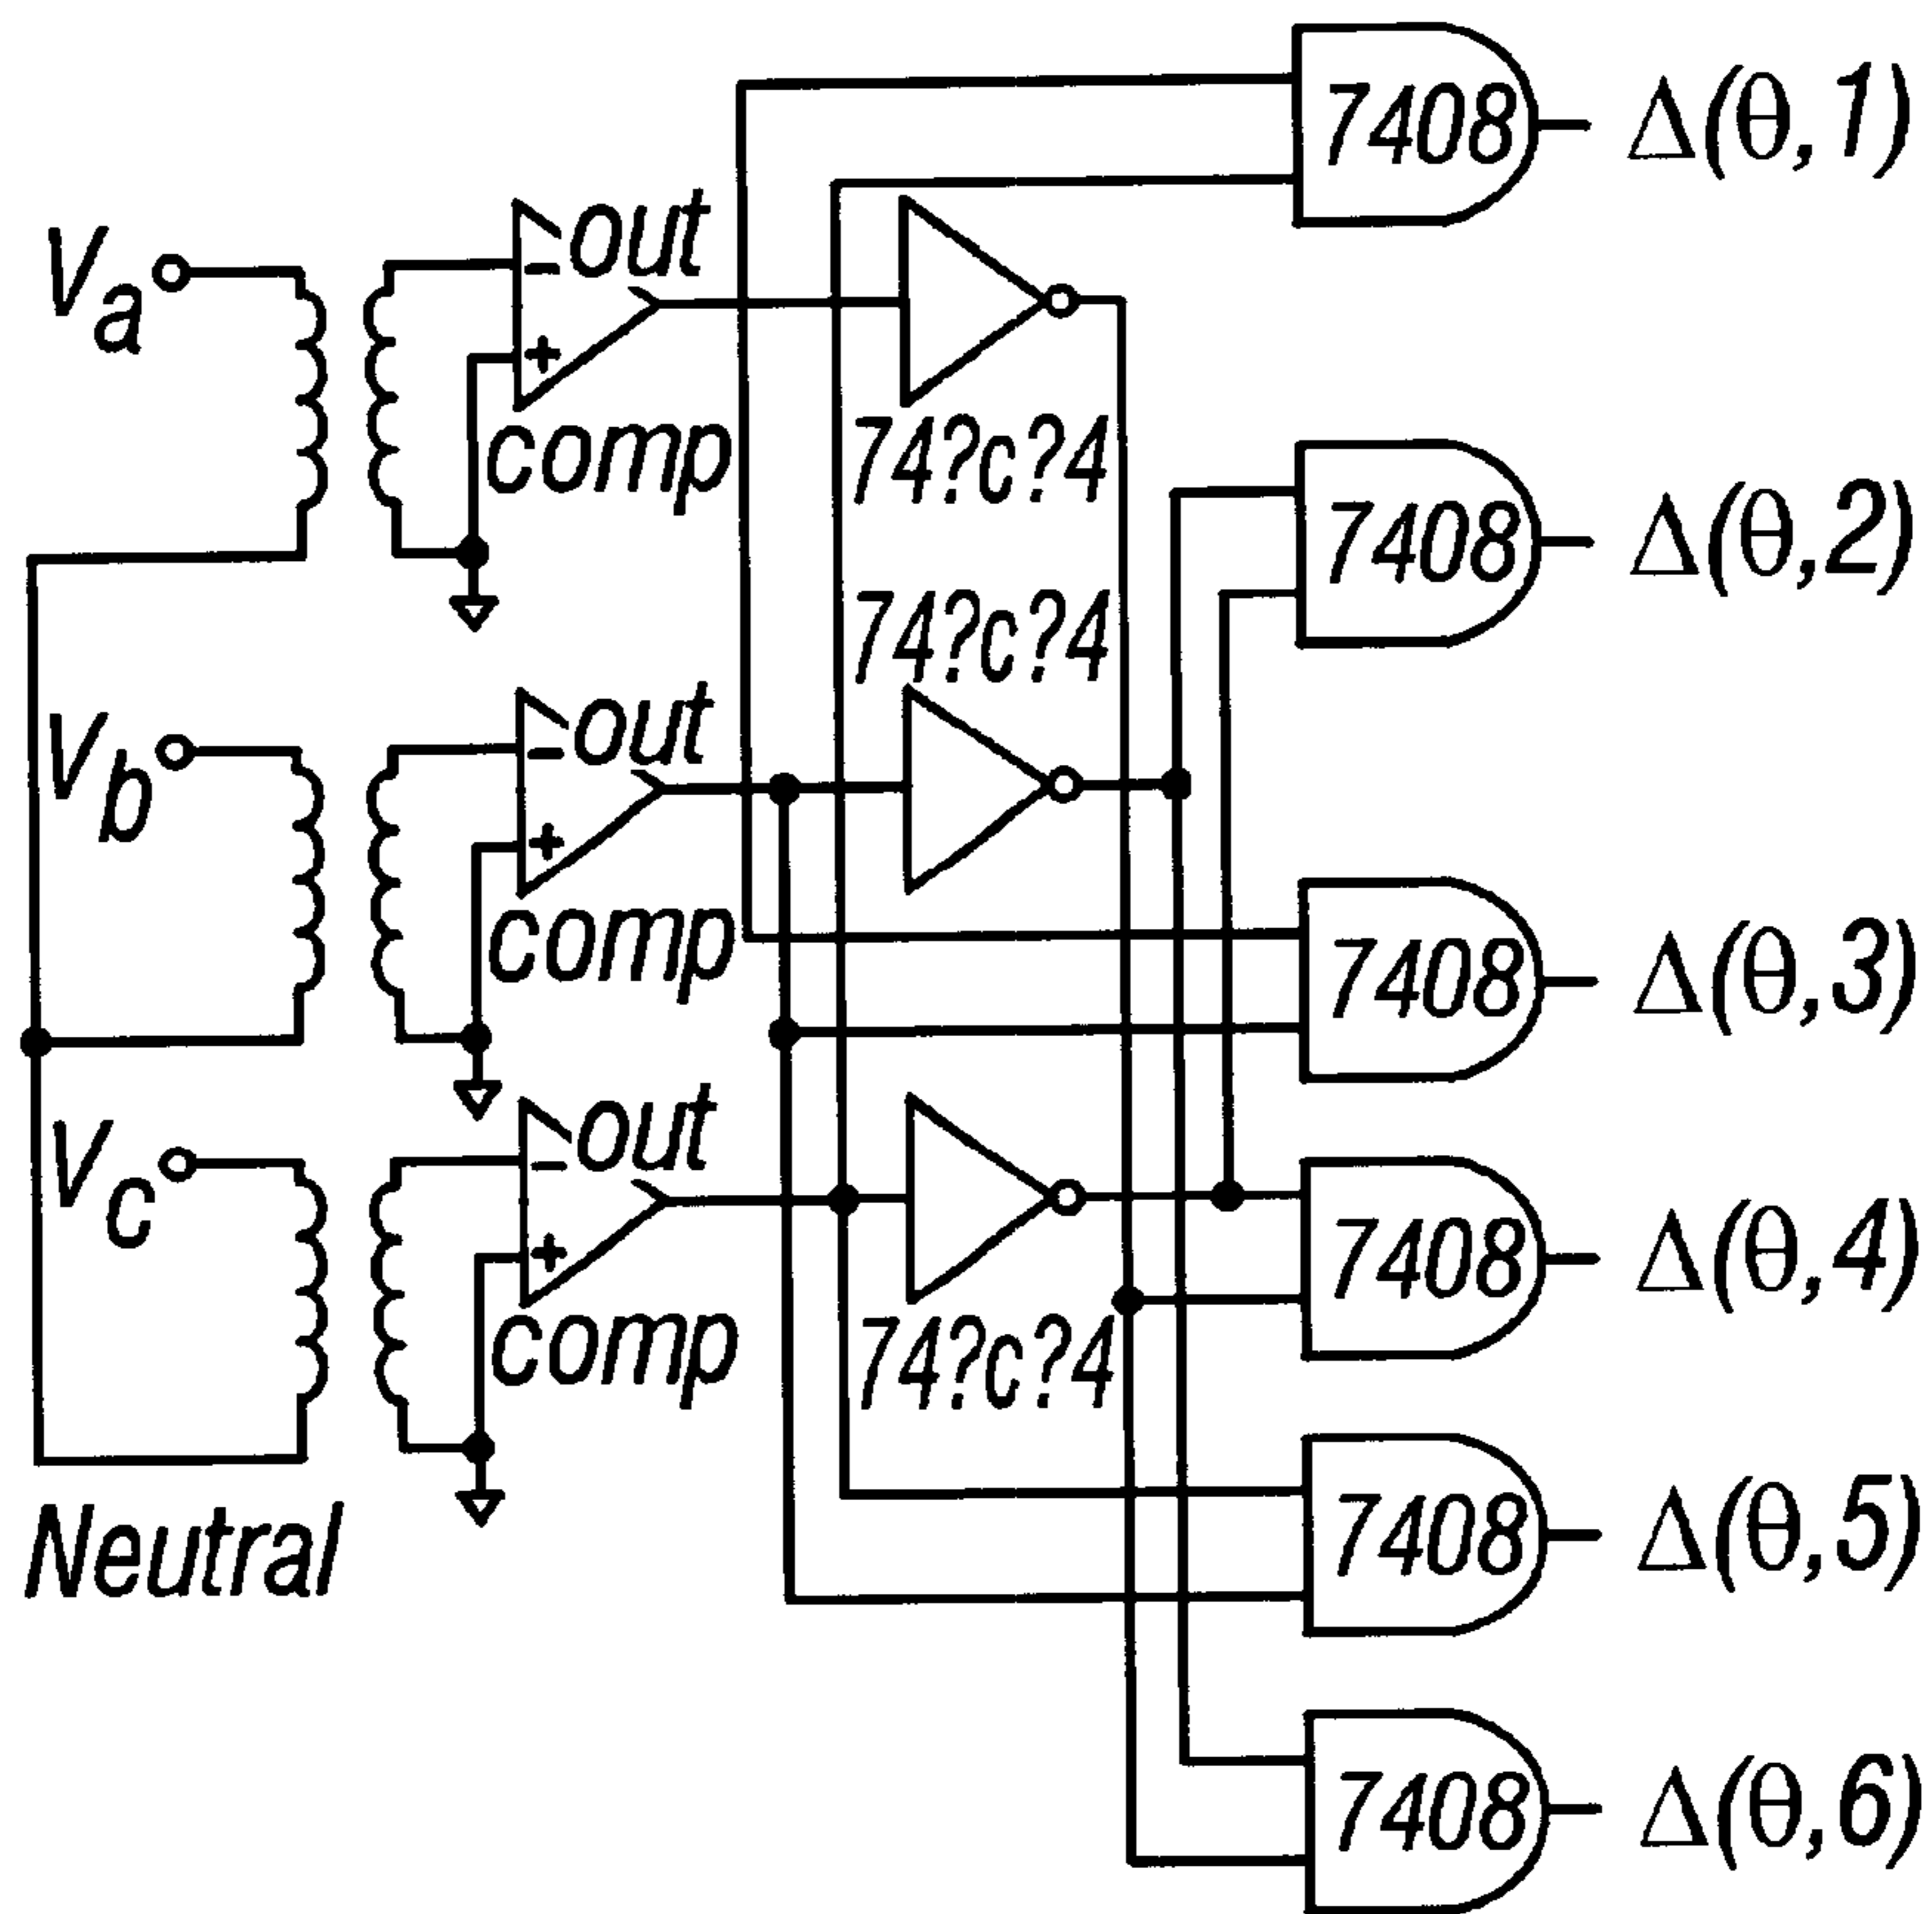 7408 Δ(θ,1)
Va
- out
+
comp
74?c?4
7408 Δ(θ,2)
74?c?4
Vb
- out
+
comp
7408 Δ(θ,3)
Vc
- out
+
comp
7408 Δ(θ,4)
74?c?4
7408 Δ(θ,5)
Neutral
7408 Δ(θ,6)